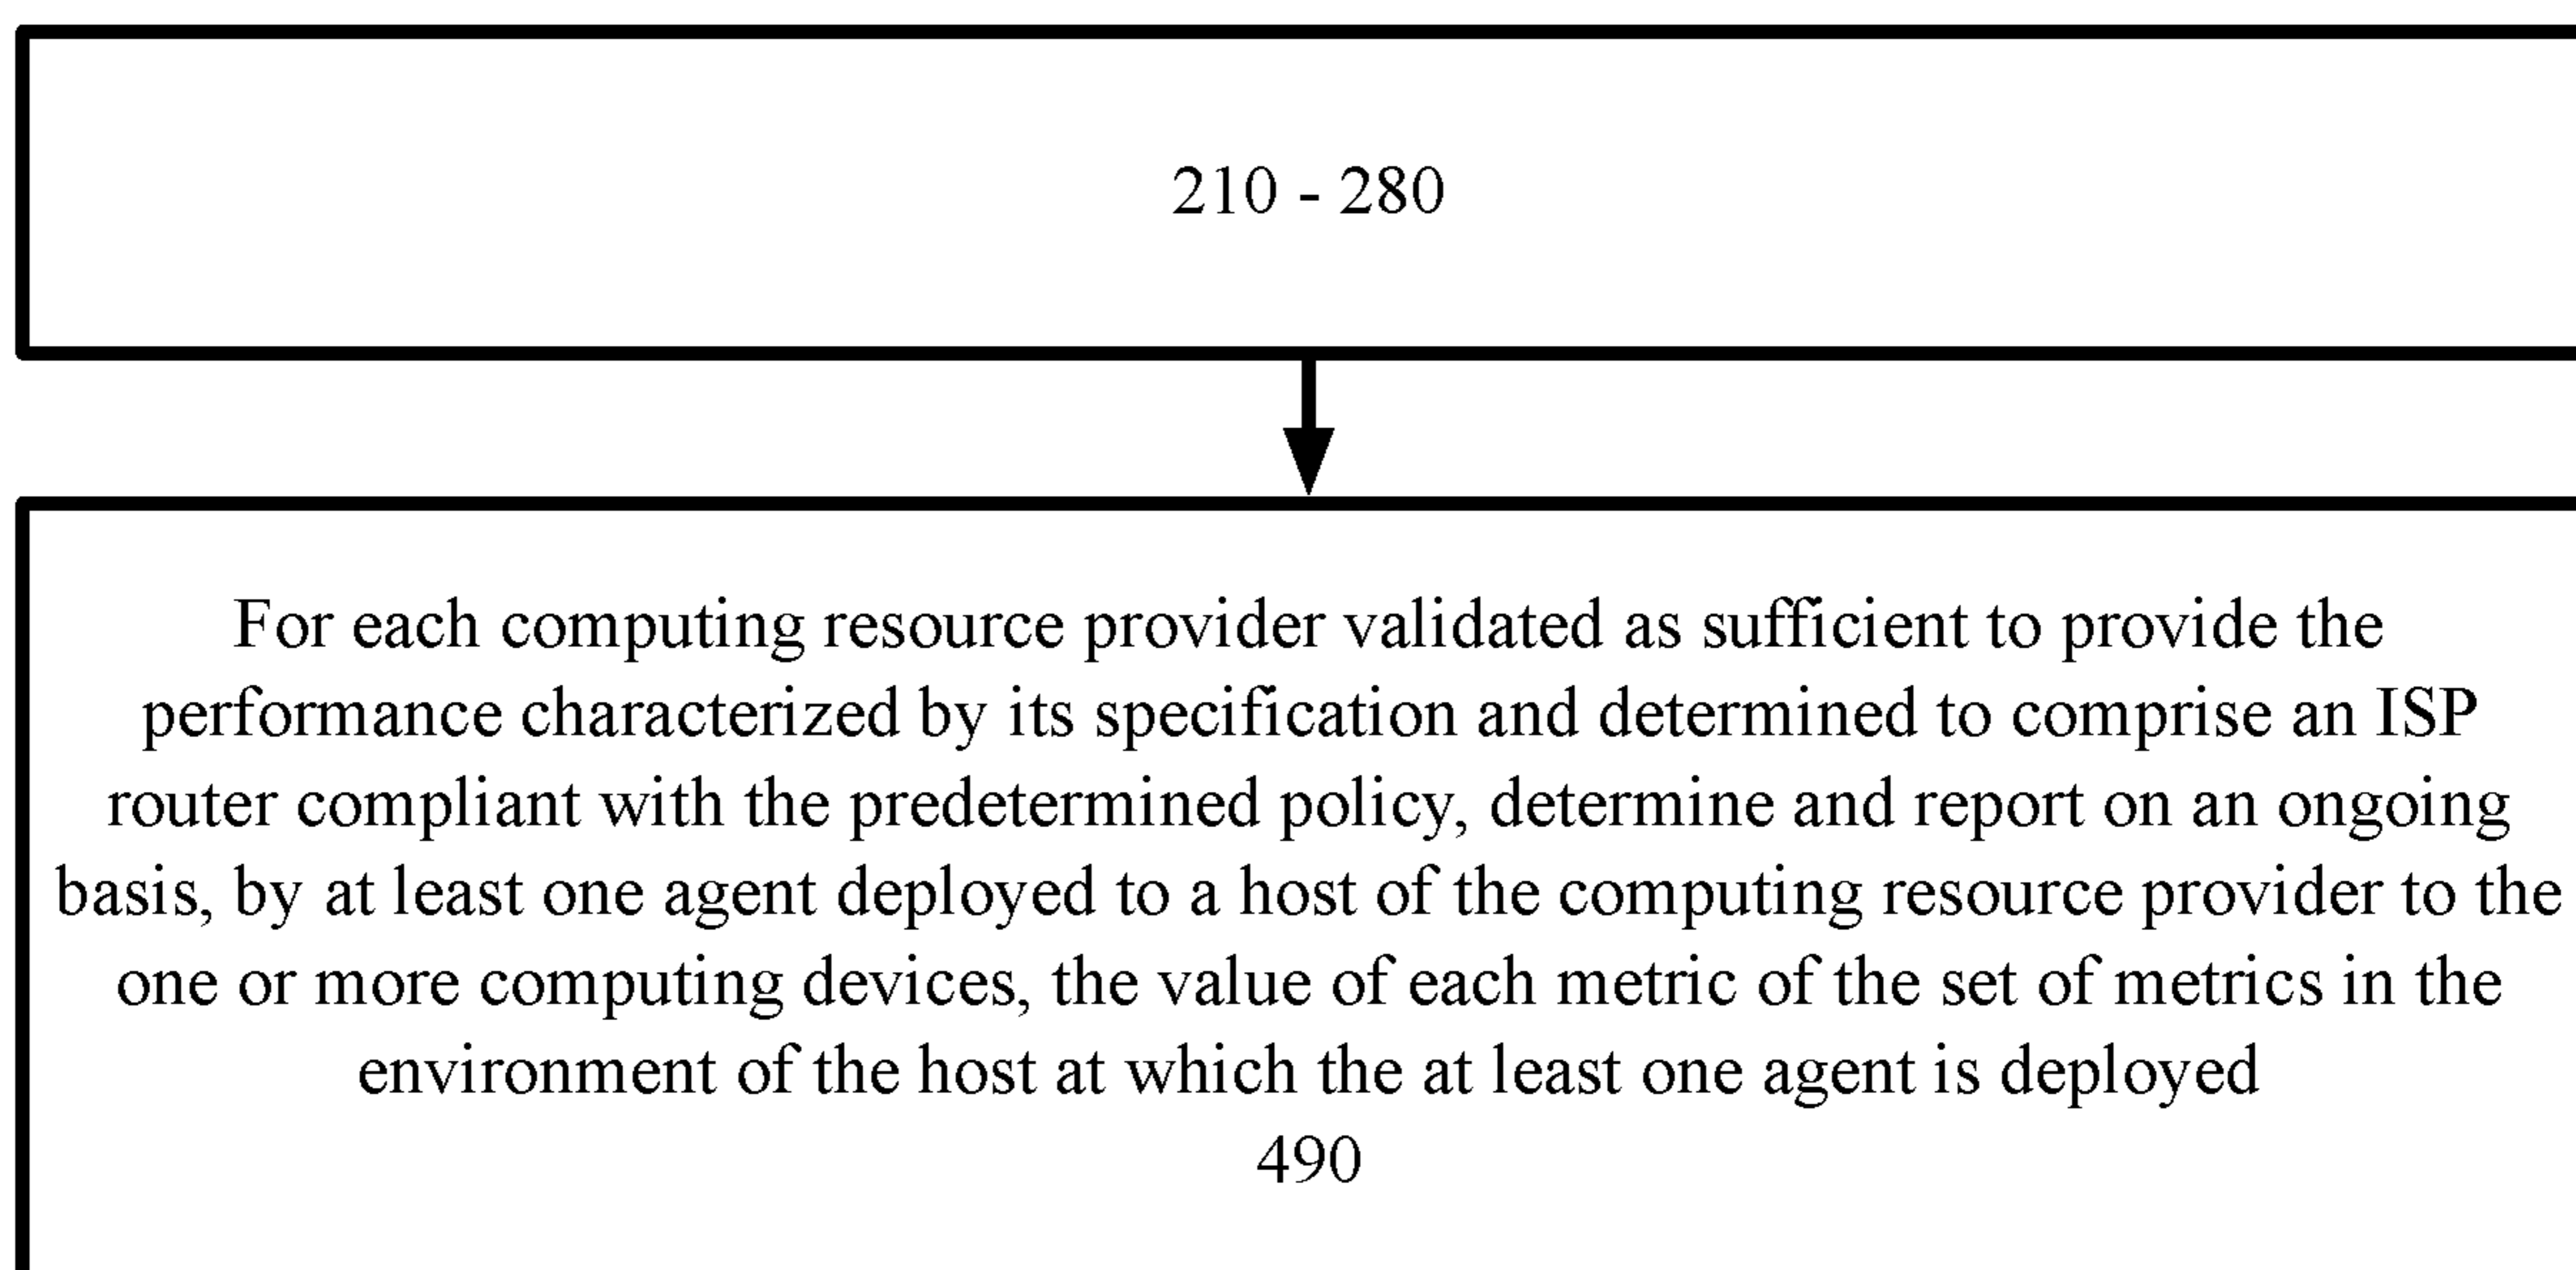 210 - 280
For each computing resource provider validated as sufficient to provide the
performance characterized by its specification and determined to comprise an ISP
router compliant with the predetermined policy, determine and report on an ongoing
basis, by at least one agent deployed to a host of the computing resource provider to the
one or more computing devices, the value of each metric of the set of metrics in the
environment of the host at which the at least one agent is deployed
490